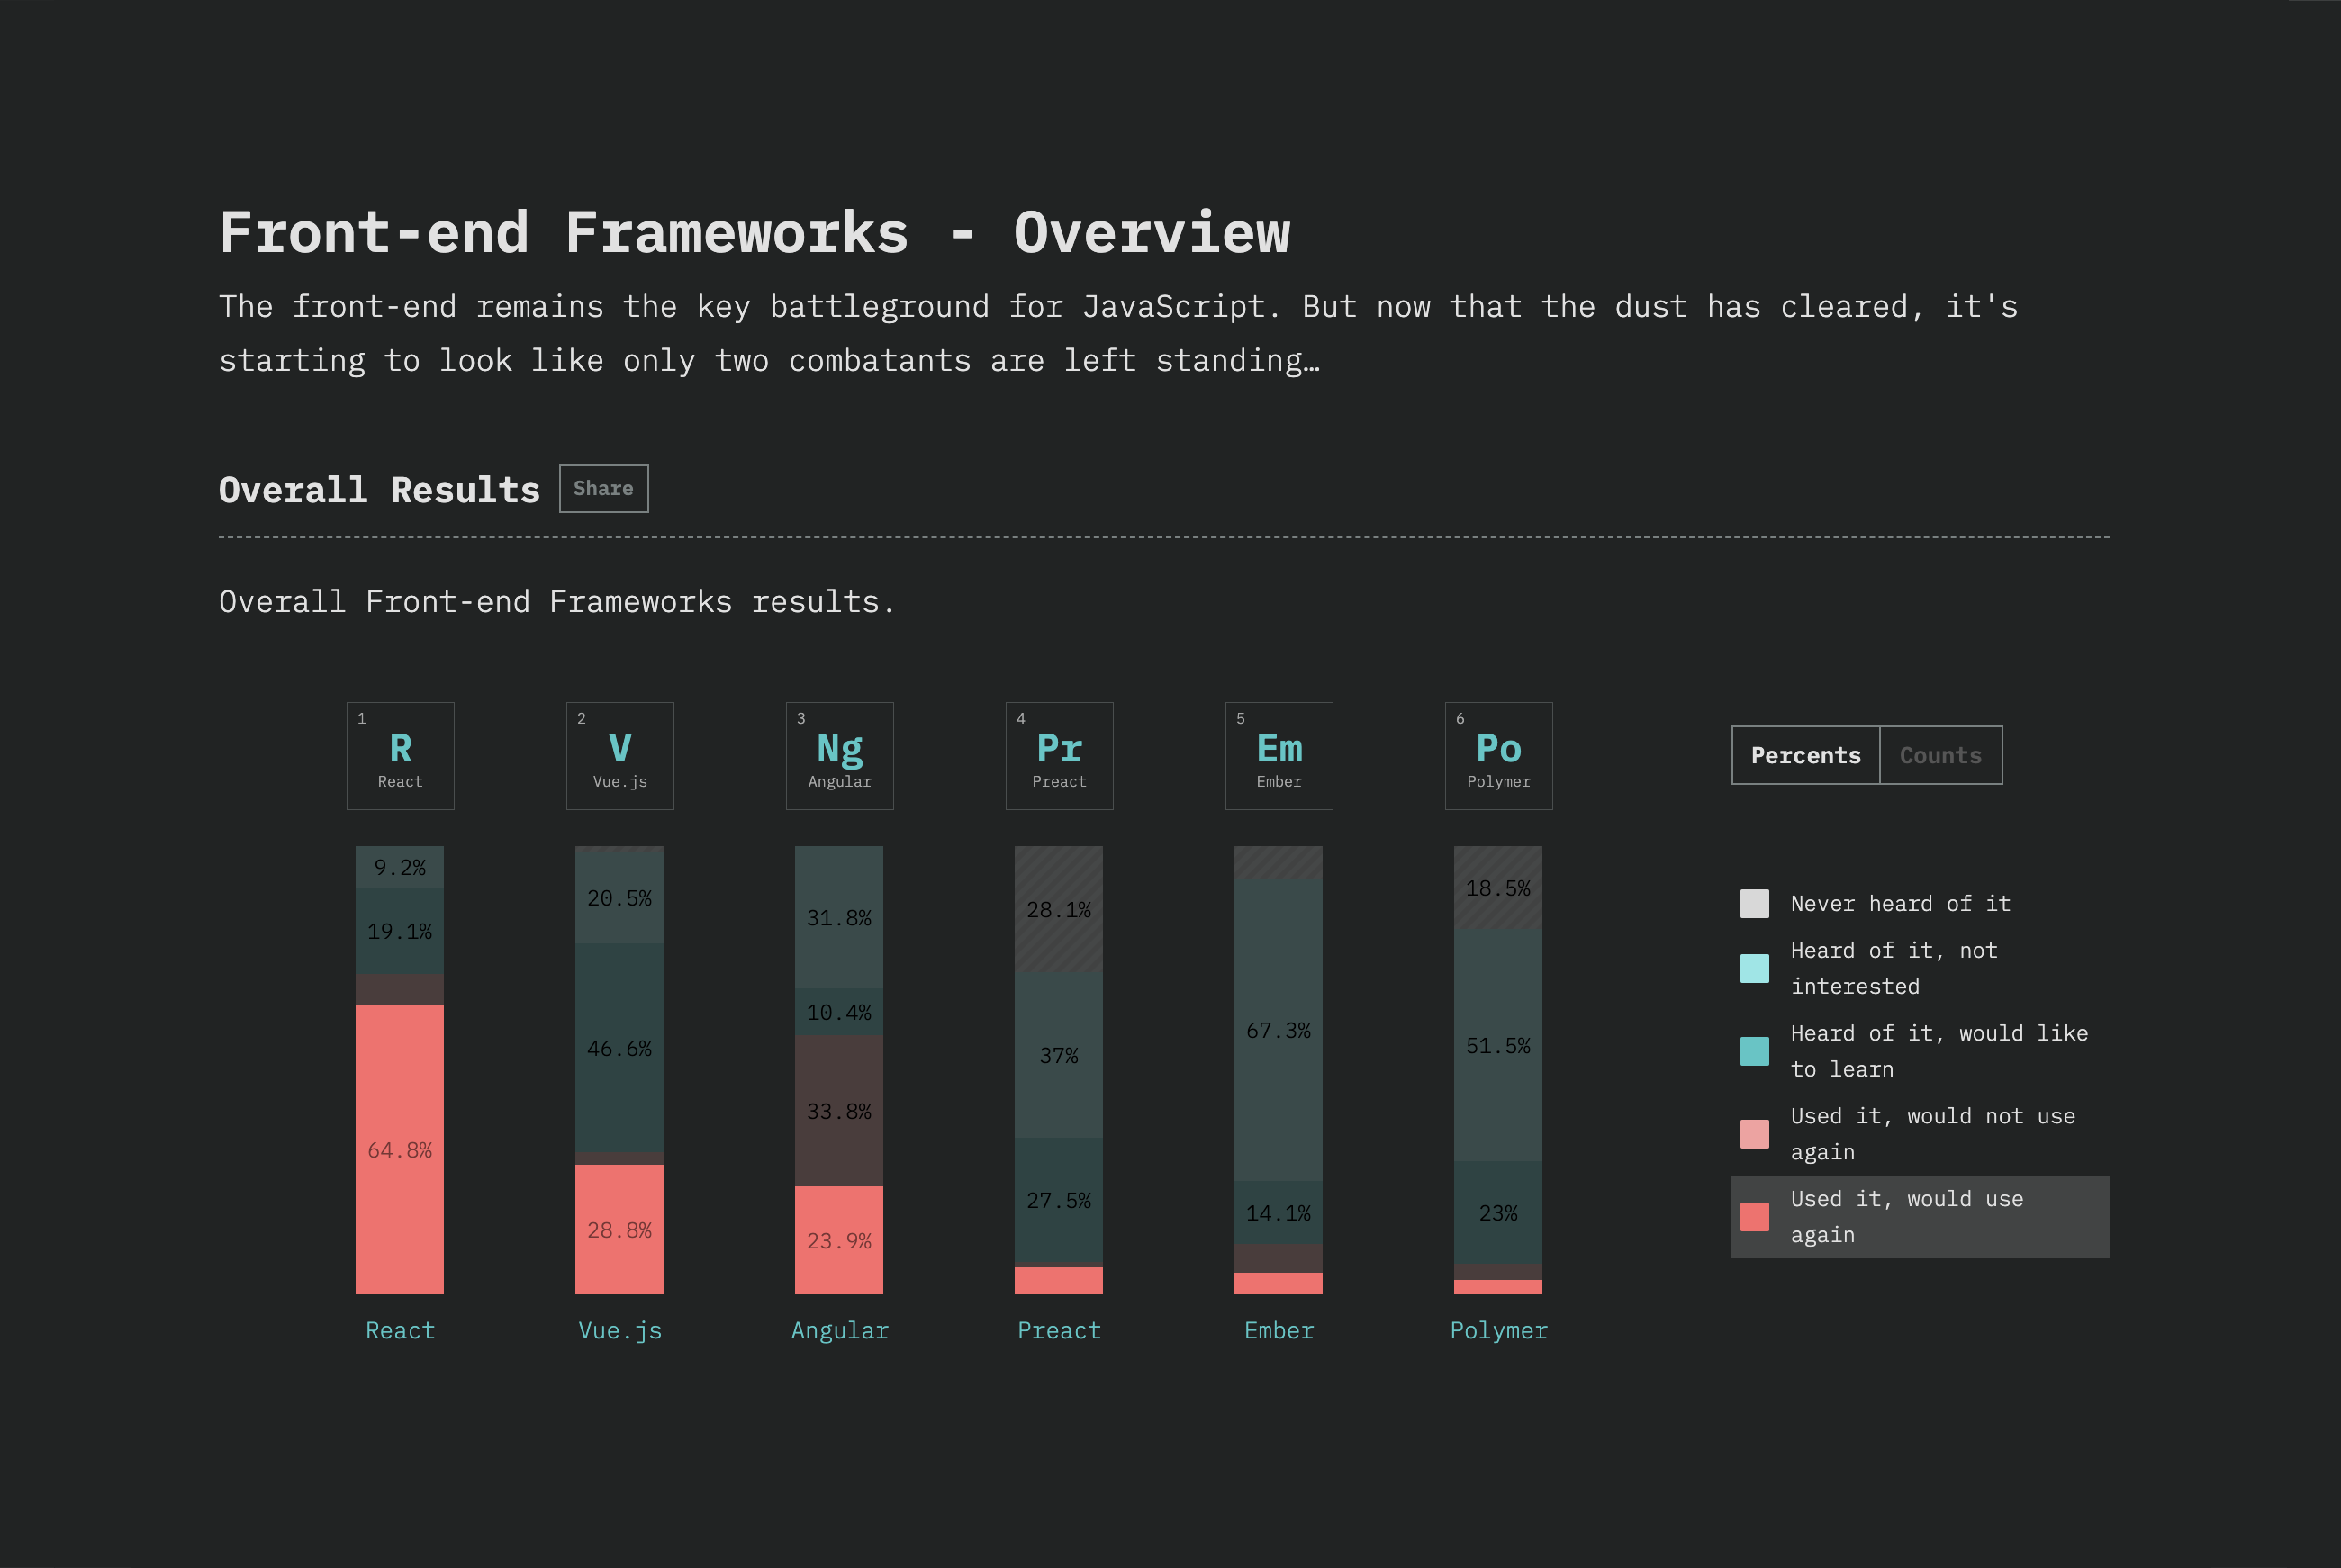 Front-end Frameworks - Overview
The front-end remains the key battleground for JavaScript. But now that the dust has cleared, it's
starting to look like only two combatants are left standing…
Overall Results
Share
Overall Front-end Frameworks results.
1
R
React
2
V
Vue.js
3
Ng
Angular
4
Pr
Preact
5
Em
Ember
6
Po
Polymer
9.2%
19.1%
64.8%
React
20.5%
46.6%
28.8%
Vue.js
31.8%
10.4%
33.8%
23.9%
Angular
28.1%
37%
27.5%
Preact
67.3%
14.1%
Ember
18.5%
51.5%
23%
Polymer
Percents
Counts
Never heard of it
Heard of it, not
interested
Heard of it, would like
to learn
Used it, would not use
again
Used it, would use
again